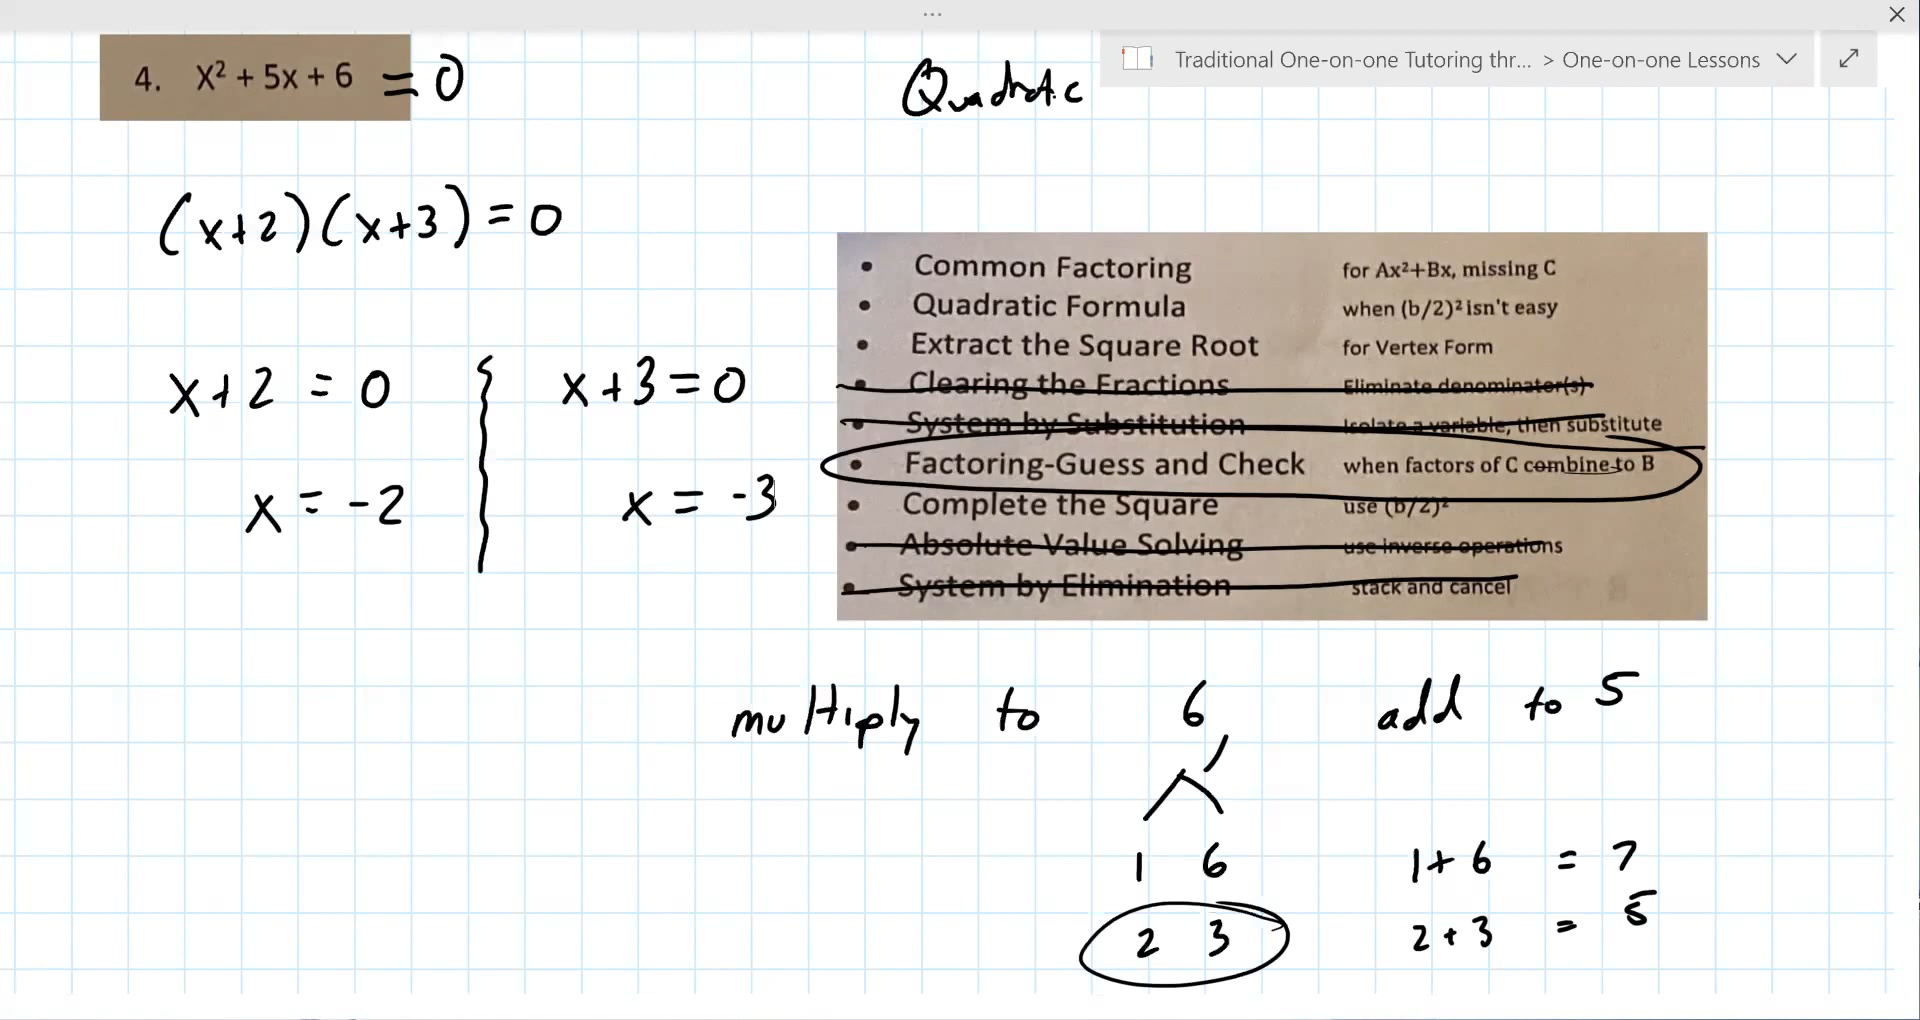 Traditional One-on-one Tutoring thr... > One-on-one Lessons
4. X² + 5x + 6 = 0
Quadratic
(x+2)(x+3) = 0
x+2 = 0
x+3 = 0
x = -2
x = -3
• Common Factoring for Ax²+Bx, missing C
• Quadratic Formula when (b/2)² isn't easy
• Extract the Square Root for Vertex Form
• Clearing the Fractions Eliminate denominator(s)
• System by Substitution Isolate a variable, then substitute
• Factoring-Guess and Check when factors of C combine to B
• Complete the Square use (b/2)²
• Absolute Value Solving use inverse operations
• System by Elimination stack and cancel
multiply to 6 add to 5
1 6 1 + 6 = 7
2 3 2 + 3 = 5